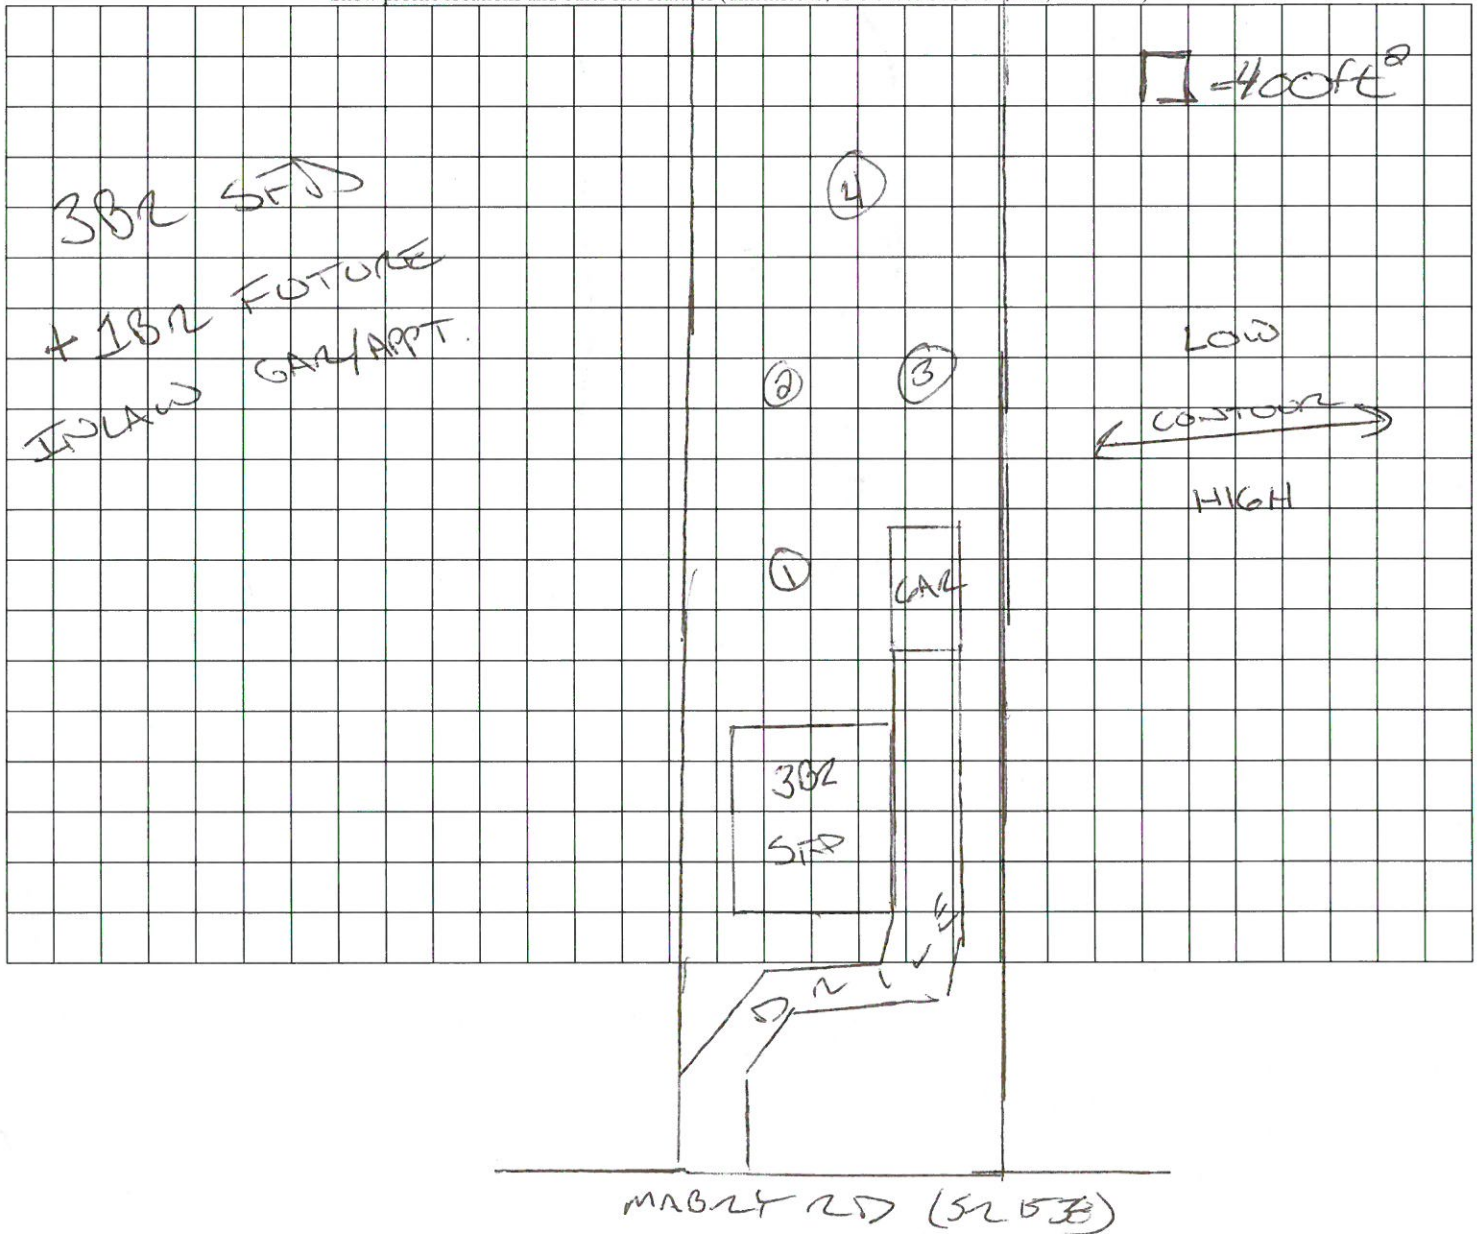 =400ft²
3BR SFD
+ 1BR FUTURE
INLAW GAR/APPT.
4
2
3
LOW
CONTOUR
HIGH
1
GAR
3BR
SFD
DRIVE
MABRY RD